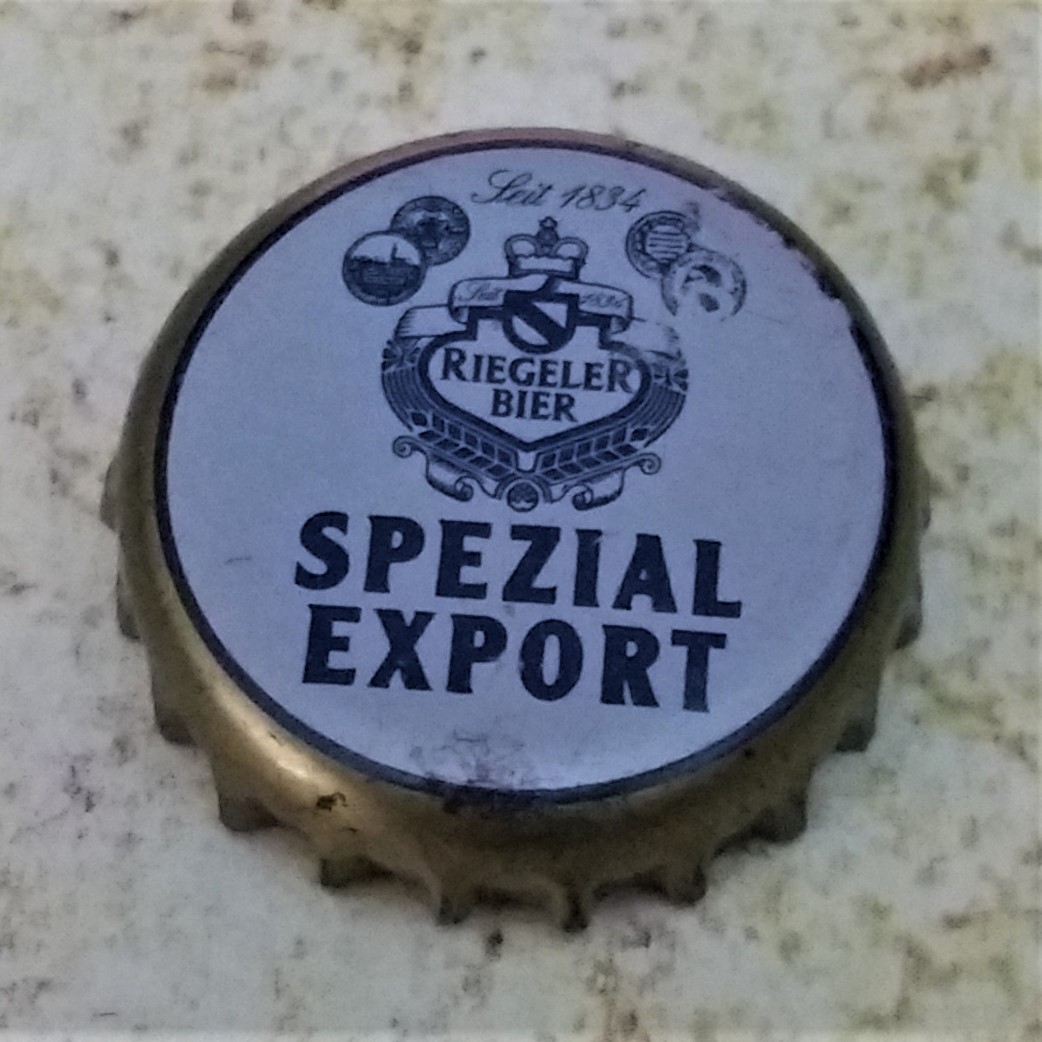 Seit 1834
Seit 1834
RIEGELER
BIER
SPEZIAL
EXPORT